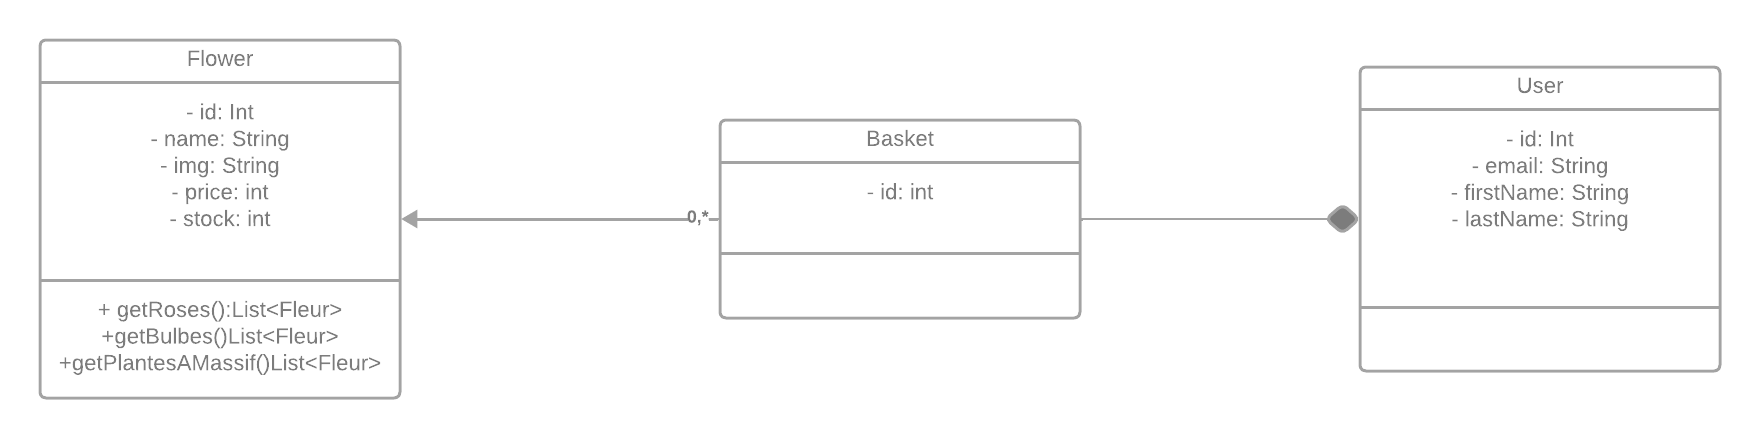 Flower
- id: Int
- name: String
- img: String
- price: int
- stock: int
+ getRoses():List<Fleur>
+getBulbes()List<Fleur>
+getPlantesAMassif()List<Fleur>
0,*
Basket
- id: int
User
- id: Int
- email: String
- firstName: String
- lastName: String